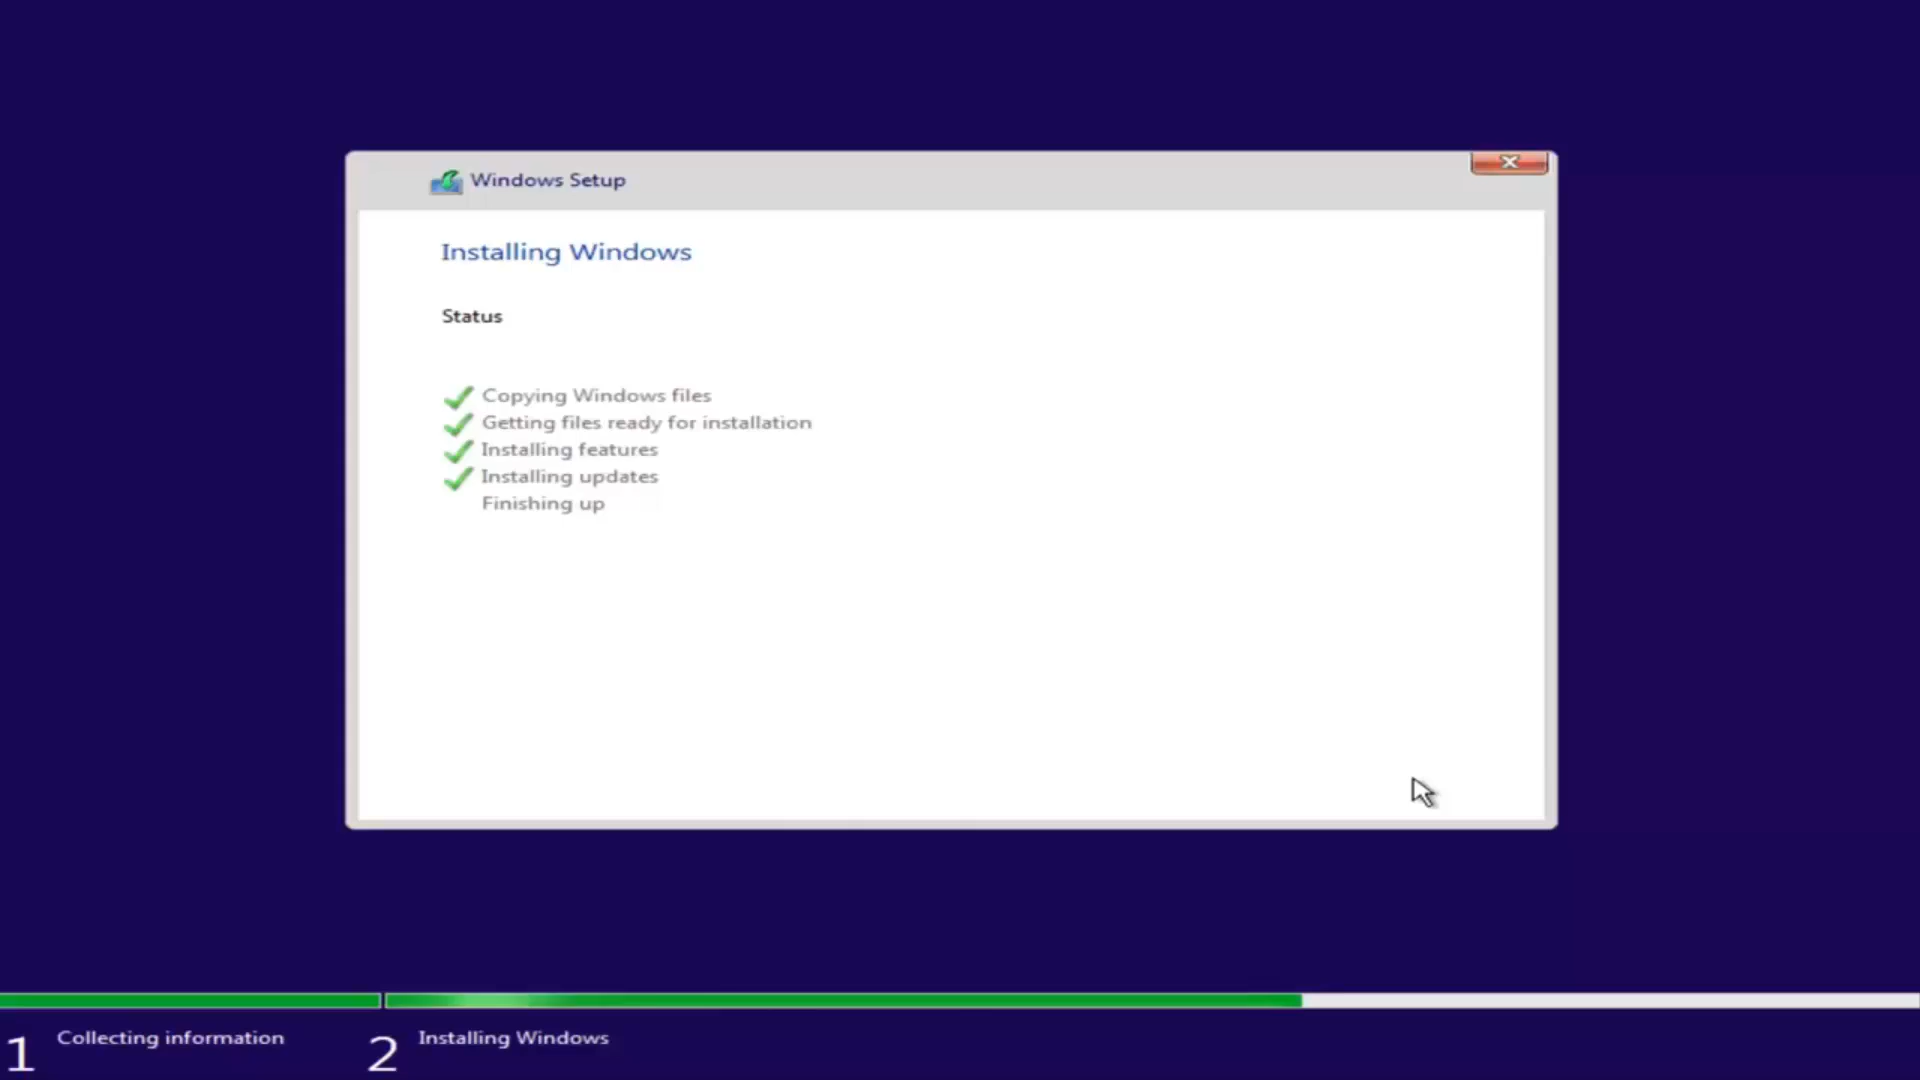 Windows Setup
Installing Windows
Status
Copying Windows files
Getting files ready for installation
Installing features
Installing updates
Finishing up
1 Collecting information
2 Installing Windows